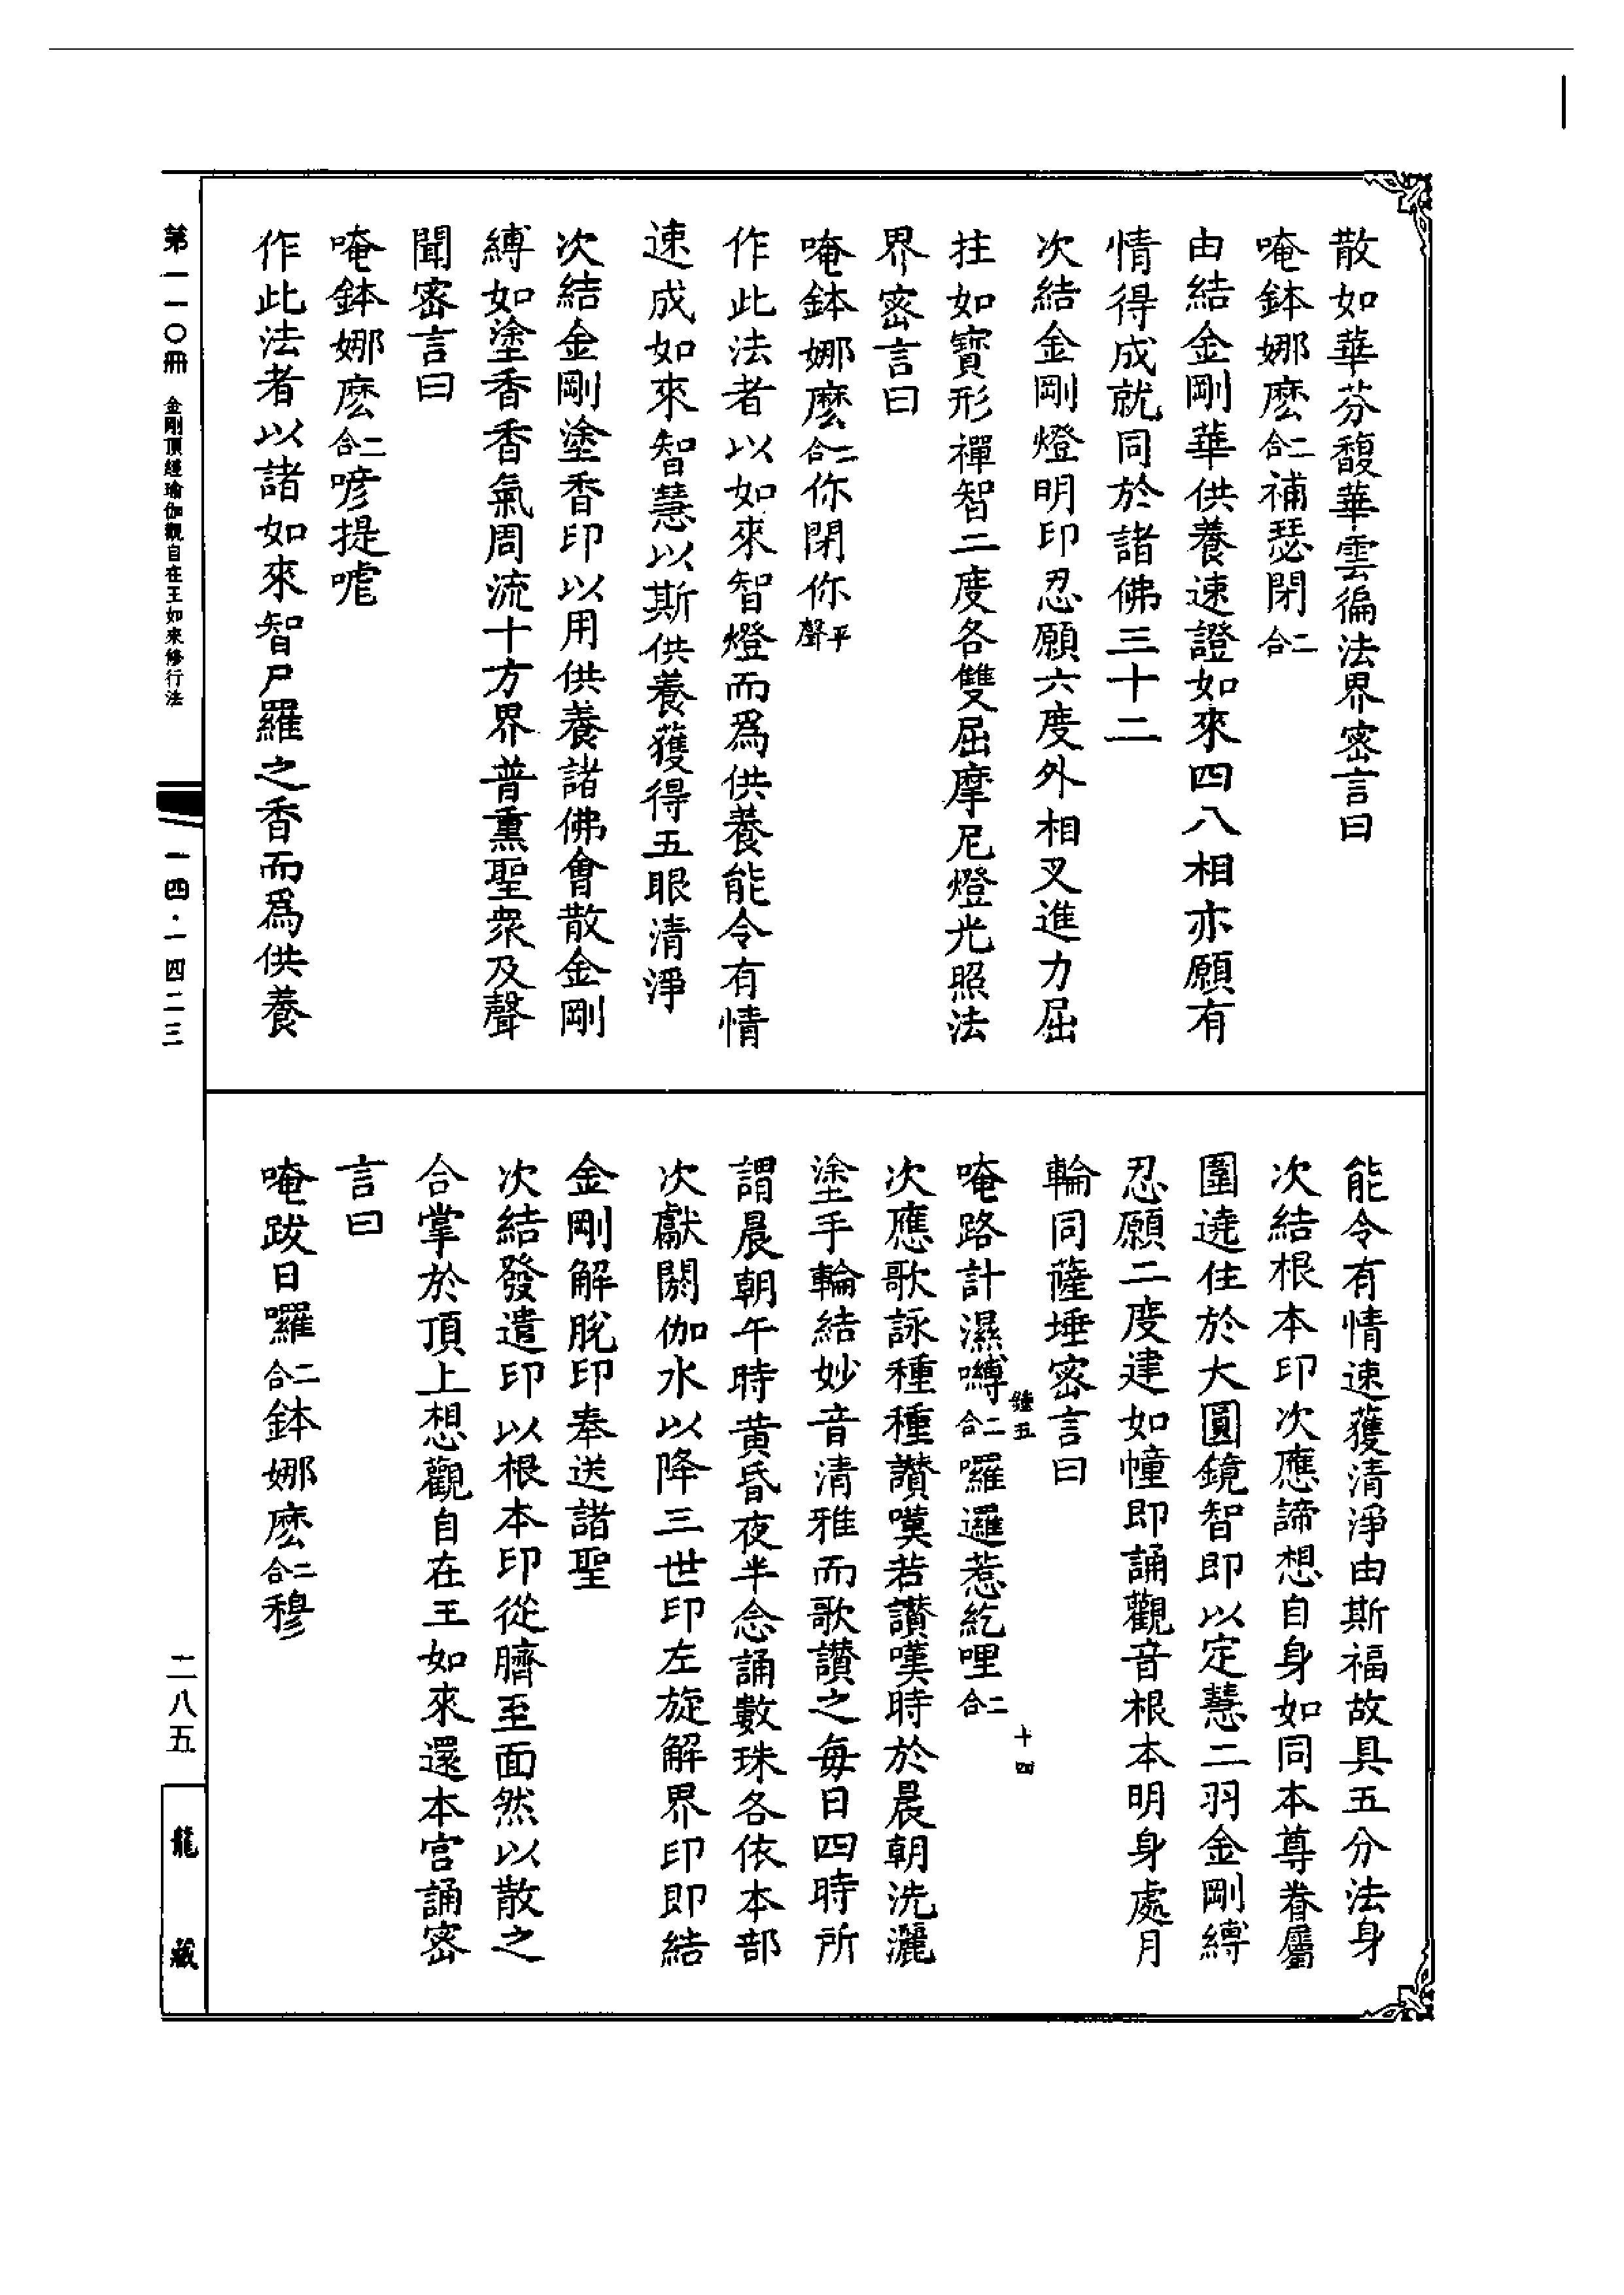 散如華芬馥華雲徧法界密言曰
唵鉢娜麽二合補瑟閉二合
由結金剛華供養速證如來四八相亦願有
情得成就同於諸佛三十二
次結金剛燈明印忍願六度外相叉進力屈
拄如寶形禪智二度各雙屈摩尼燈光照法
界密言曰
唵鉢娜麽二合你閉你平聲
作此法者以如來智燈而爲供養能令有情
速成如來智慧以斯供養獲得五眼清淨
次結金剛塗香印以用供養諸佛會散金剛
縛如塗香香氣周流十方界普熏聖衆及聲
聞密言曰
唵鉢娜麽二合喭提嘘
作此法者以諸如來智尸羅之香而爲供養
能令有情速獲清淨由斯福故具五分法身
次結根本印次應諦想自身如同本尊眷屬
圍遶住於大圓鏡智即以定慧二羽金剛縛
忍願二度建如幢即誦觀音根本明身處月
輪同薩埵密言曰
唵路計濕嚩二合囉邏惹紇哩二合
次應歌詠種種讚嘆若讚嘆時於晨朝洗灑
塗手輪結妙音清雅而歌讚之每日四時所
謂晨朝午時黄昏夜半念誦數珠各依本部
次獻閼伽水以降三世印左旋解界印即結
金剛解脫印奉送諸聖
次結發遣印以根本印從臍至面然以散之
合掌於頂上想觀自在王如來還本宫誦密
言曰
唵跋日囉二合鉢娜麽二合穆
第一一〇冊 金剛頂經瑜伽觀自在王如來修行法
一四·一四二三
二八五
龍藏